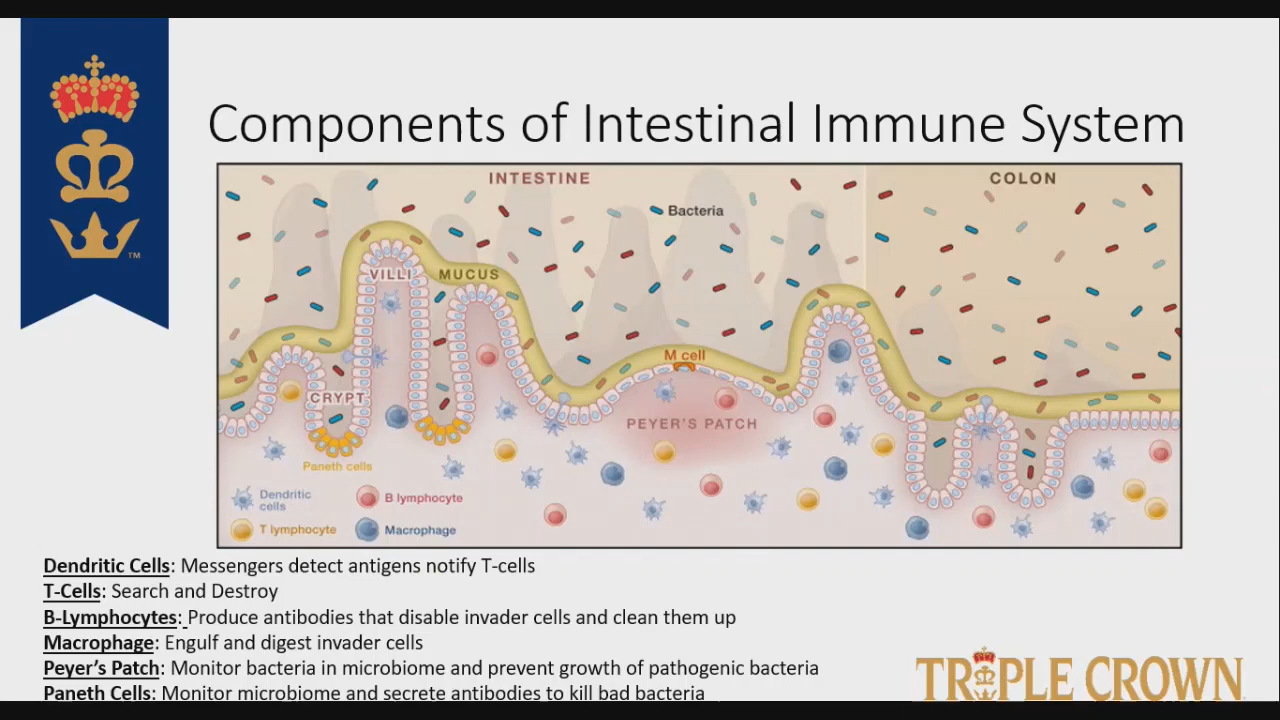 Components of Intestinal Immune System
INTESTINE
COLON
Bacteria
VILLI
MUCUS
M cell
CRYPT
PEYER'S PATCH
Paneth cells
Dendritic
cells
B lymphocyte
T lymphocyte
Macrophage
Dendritic Cells: Messengers detect antigens notify T-cells
T-Cells: Search and Destroy
B-Lymphocytes: Produce antibodies that disable invader cells and clean them up
Macrophage: Engulf and digest invader cells
Peyer's Patch: Monitor bacteria in microbiome and prevent growth of pathogenic bacteria
Paneth Cells: Monitor microbiome and secrete antibodies to kill bad bacteria
TM
TRIPLE CROWN